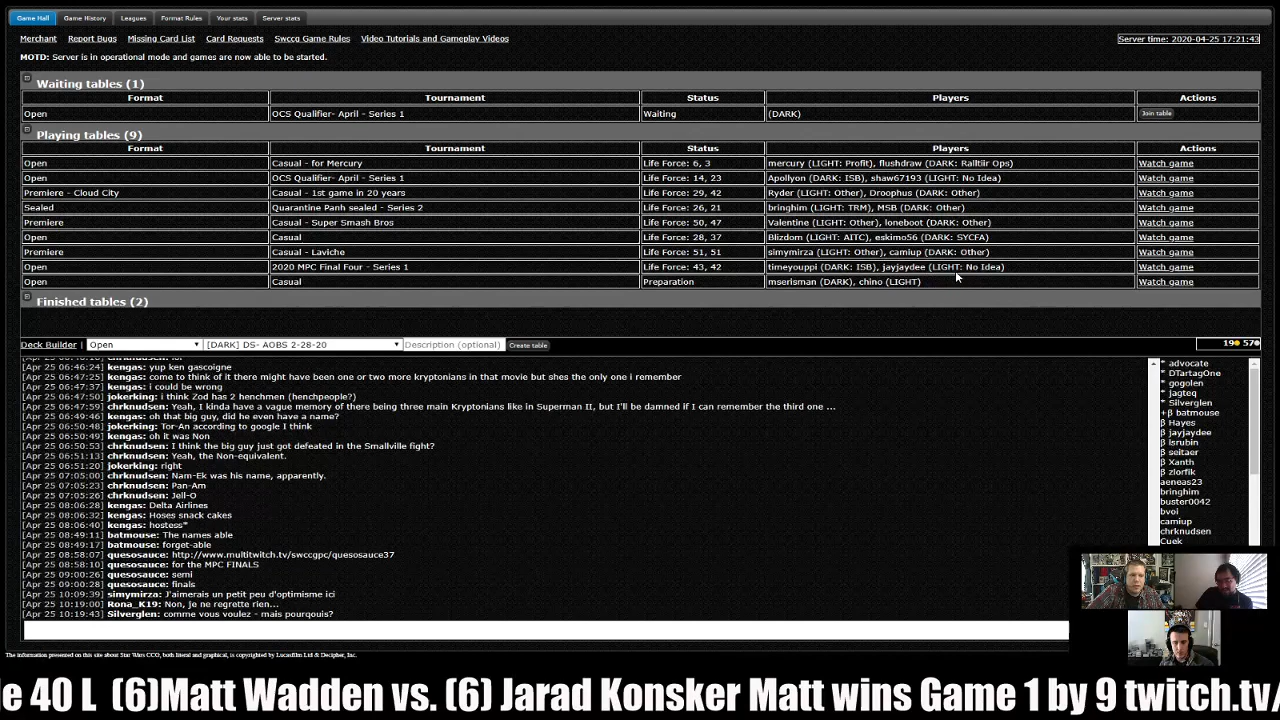 Game Hall Game History Leagues Format Rules Your stats Server stats
Merchant Report Bugs Missing Card List Card Requests Swccg Game Rules Video Tutorials and Gameplay Videos Server time: 2020-04-25 17:21:43
MOTD: Server is in operational mode and games are now able to be started.
Waiting tables (1)
Format Tournament Status Players Actions
Open OCS Qualifier- April - Series 1 Waiting (DARK) Join table
Playing tables (9)
Format Tournament Status Players Actions
Open Casual - for Mercury Life Force: 6, 3 mercury (LIGHT: Profit), flushdraw (DARK: Ralltiir Ops) Watch game
Open OCS Qualifier- April - Series 1 Life Force: 14, 23 Apollyon (DARK: ISB), shaw67193 (LIGHT: No Idea) Watch game
Premiere - Cloud City Casual - 1st game in 20 years Life Force: 29, 42 Ryder (LIGHT: Other), Droophus (DARK: Other) Watch game
Sealed Quarantine Panh sealed - Series 2 Life Force: 26, 21 bringhim (LIGHT: TRM), MSB (DARK: Other) Watch game
Premiere Casual - Super Smash Bros Life Force: 50, 47 Valentine (LIGHT: Other), loneboot (DARK: Other) Watch game
Open Casual Life Force: 28, 37 Blizdom (LIGHT: AITC), eskimo56 (DARK: SYCFA) Watch game
Premiere Casual - Laviche Life Force: 51, 51 simymirza (LIGHT: Other), camiup (DARK: Other) Watch game
Open 2020 MPC Final Four - Series 1 Life Force: 43, 42 timeyouppi (DARK: ISB), jayjaydee (LIGHT: No Idea) Watch game
Open Casual Preparation mserisman (DARK), chino (LIGHT) Watch game
Finished tables (2)
Deck Builder | Open [DARK] DS- AOBS 2-28-20 Description (optional) Create table 19 57
[Apr 25 06:46:24] kengas: yup ken gascoigne
[Apr 25 06:47:25] kengas: come to think of it there might have been one or two more kryptonians in that movie but shes the only one i remember
[Apr 25 06:47:37] kengas: i could be wrong
[Apr 25 06:47:50] jokerking: i think Zod has 2 henchmen (henchpeople?)
[Apr 25 06:47:59] chrknudsen: Yeah, I kinda have a vague memory of there being three main Kryptonians like in Superman II, but I'll be damned if I can remember the third one ...
[Apr 25 06:49:46] kengas: oh that big guy, did he even have a name?
[Apr 25 06:50:48] jokerking: Tor-An according to google I think
[Apr 25 06:50:49] kengas: oh it was Non
[Apr 25 06:50:53] chrknudsen: I think the big guy just got defeated in the Smallville fight?
[Apr 25 06:51:13] chrknudsen: Yeah, the Non-equivalent.
[Apr 25 06:51:20] jokerking: right
[Apr 25 07:05:00] chrknudsen: Nam-Ek was his name, apparently.
[Apr 25 07:05:23] chrknudsen: Pan-Am
[Apr 25 07:05:26] chrknudsen: Jell-O
[Apr 25 08:06:28] kengas: Delta Airlines
[Apr 25 08:06:32] kengas: Hoses snack cakes
[Apr 25 08:06:40] kengas: hostess*
[Apr 25 08:49:11] batmouse: The names able
[Apr 25 08:49:17] batmouse: forget-able
[Apr 25 08:58:07] quesosauce: http://www.multitwitch.tv/swccgpc/quesosauce37
[Apr 25 08:58:10] quesosauce: for the MPC FINALS
[Apr 25 09:00:26] quesosauce: semi
[Apr 25 09:00:28] quesosauce: finals
[Apr 25 10:09:39] simymirza: J'aimerais un petit peu d'optimisme ici
[Apr 25 10:19:00] Rona_K19: Non, je ne regrette rien...
[Apr 25 10:19:43] Silverglen: comme vous voulez - mais pourqois?
* advocate
* DTartaqOne
* gogolen
* jagteq
* Silverglen
+β batmouse
β Hayes
β jayjaydee
β lsrubin
β seitaer
β Xanth
β zlorfik
aeneas23
bringhim
buster0042
bvoi
camiup
chrknudsen
Cuek
The information presented on this site about Star Wars CCO, both literal and graphical, is copyrighted by Lucasfilm Ltd & Decipher, Inc.
le 40 L (6)Matt Wadden vs. (6) Jarad Konsker Matt wins Game 1 by 9 twitch.tv/